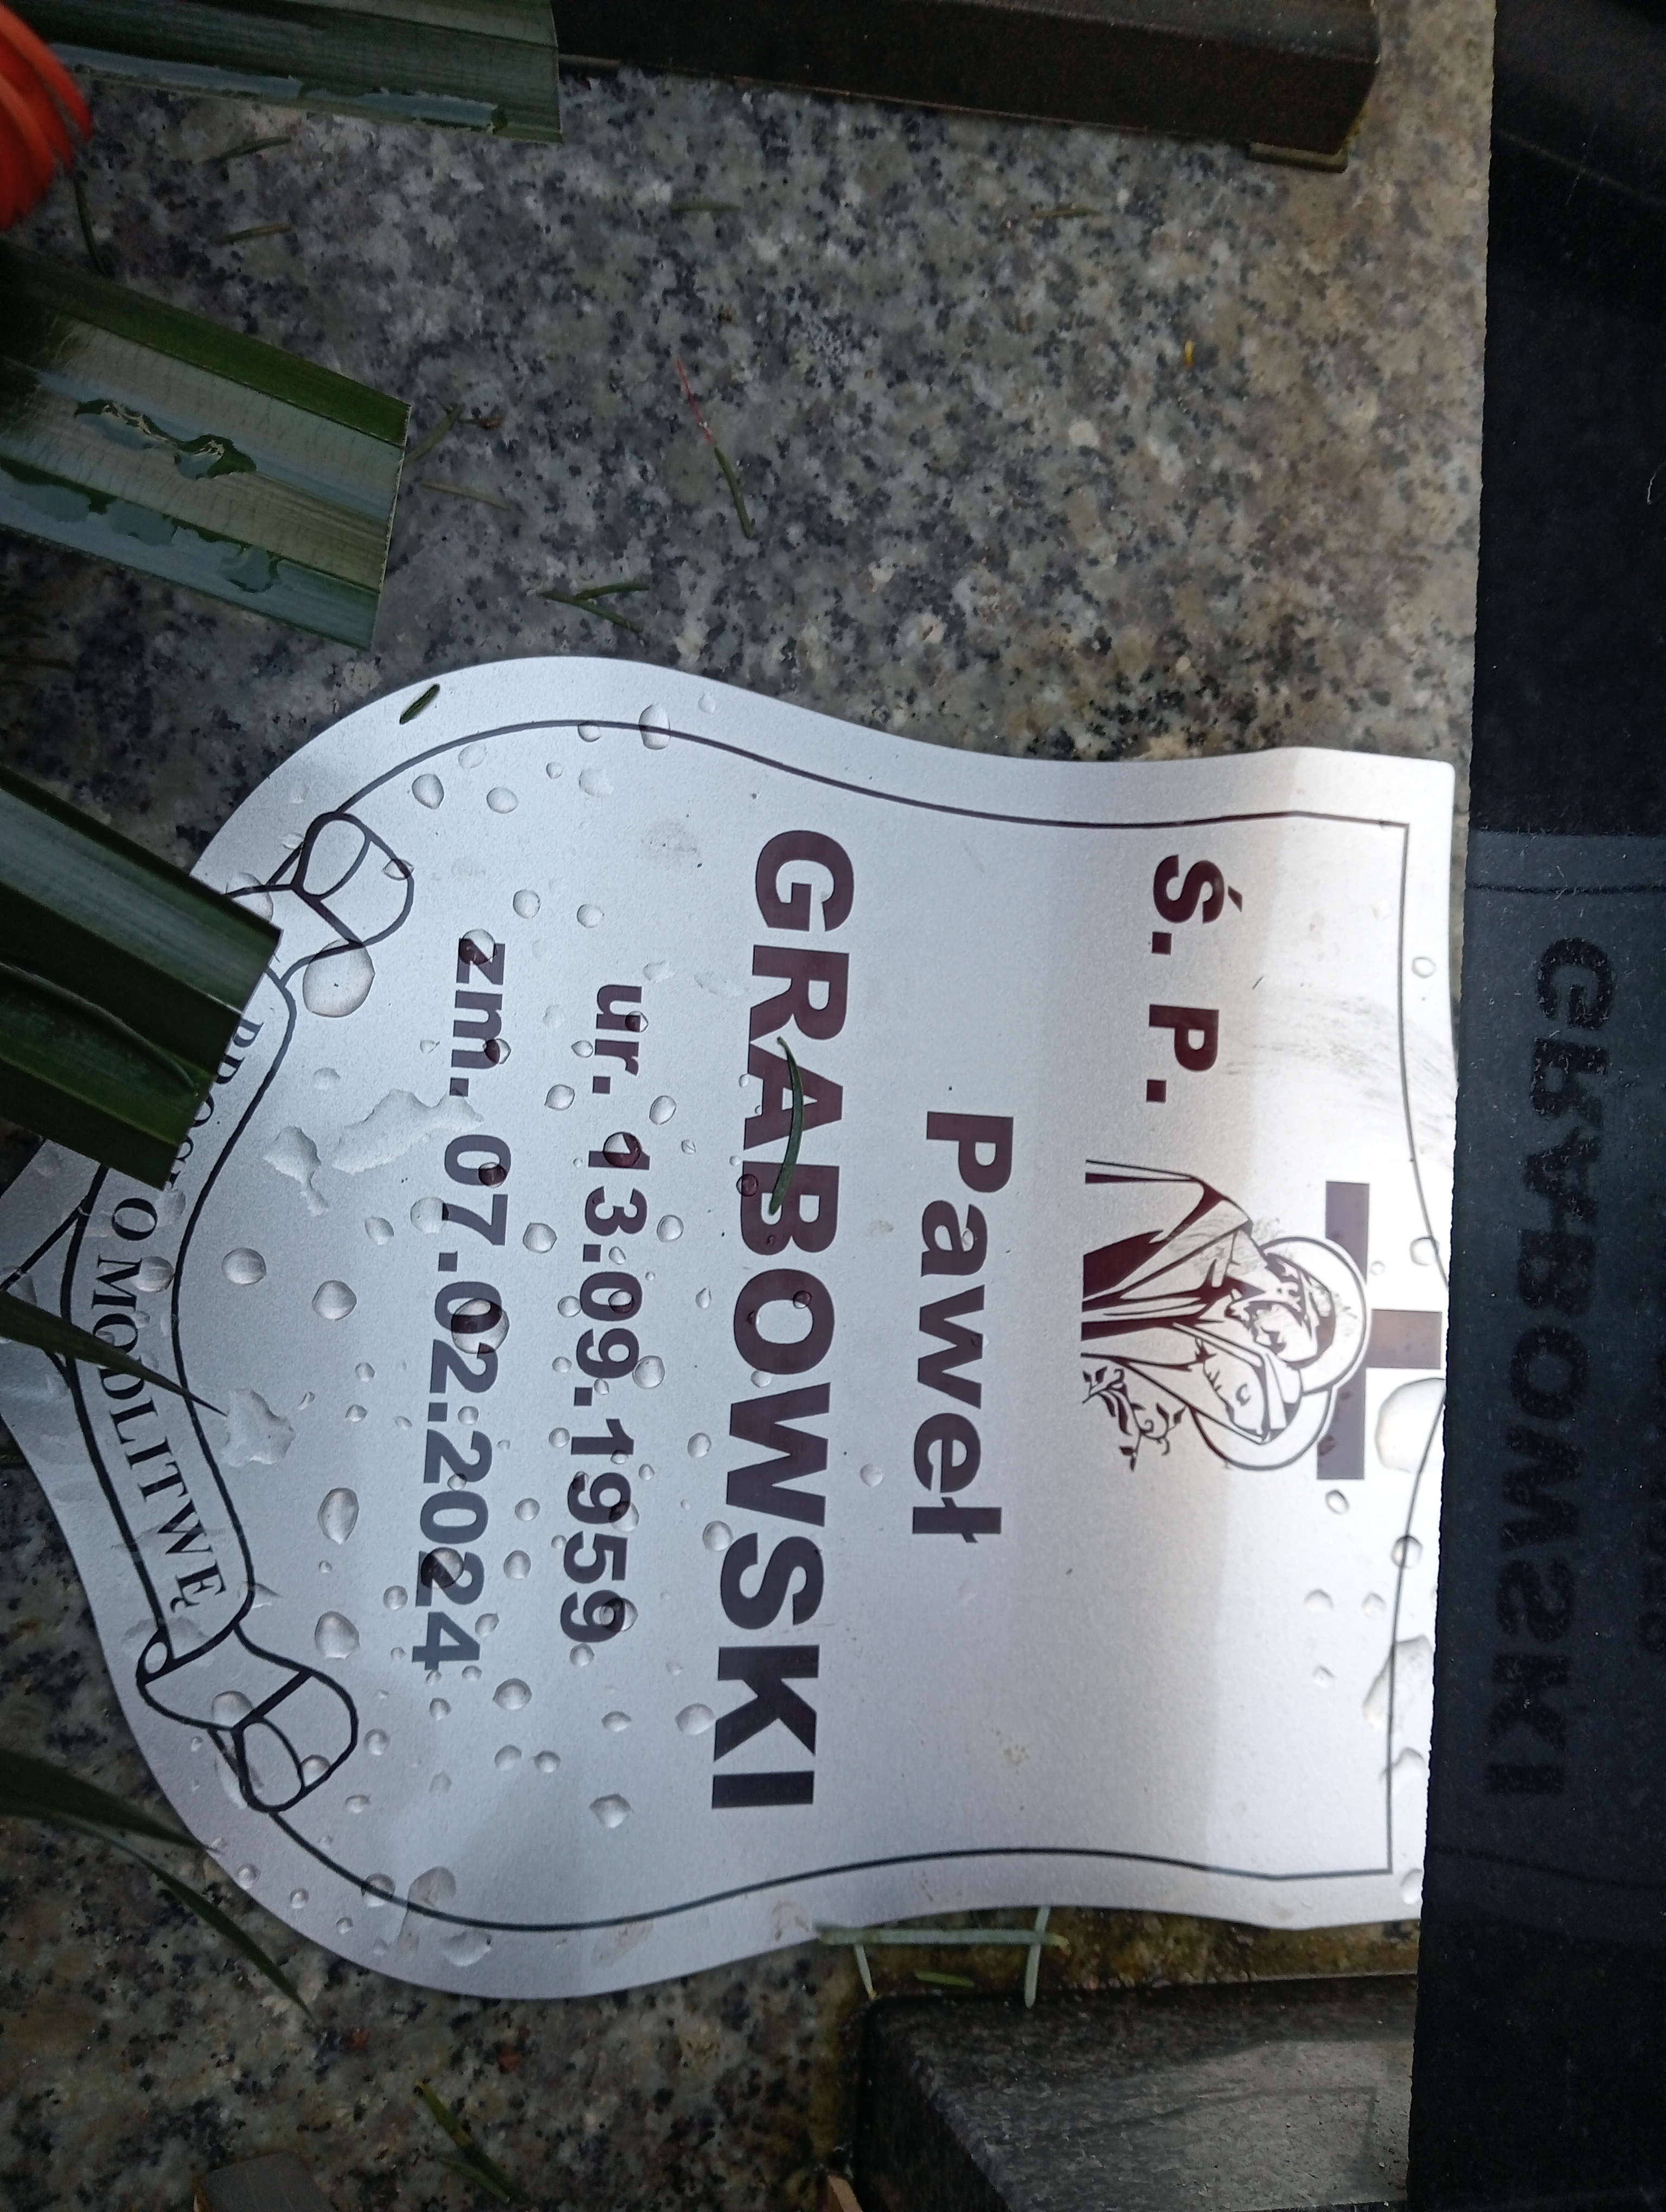 Ś. P.
Paweł
GRABOWSKI
ur. 13.09.1959
zm. 07.02.2024
O MODLITWĘ
GRABOWSKI